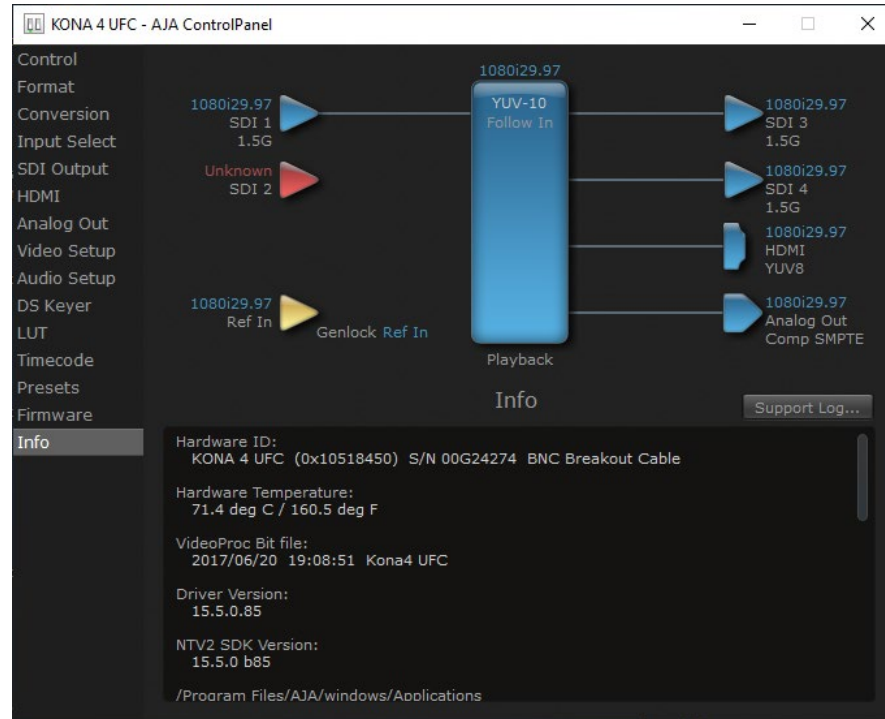 KONA 4 UFC - AJA ControlPanel
Control
Format
Conversion
Input Select
SDI Output
HDMI
Analog Out
Video Setup
Audio Setup
DS Keyer
LUT
Timecode
Presets
Firmware
Info
1080i29.97
SDI 1
1.5G
Unknown
SDI 2
1080i29.97
Ref In
Genlock Ref In
1080i29.97
YUV-10
Follow In
Playback
1080i29.97
SDI 3
1.5G
1080i29.97
SDI 4
1.5G
1080i29.97
HDMI
YUV8
1080i29.97
Analog Out
Comp SMPTE
Info
Support Log...
Hardware ID:
KONA 4 UFC (0x10518450) S/N 00G24274 BNC Breakout Cable
Hardware Temperature:
71.4 deg C / 160.5 deg F
VideoProc Bit file:
2017/06/20 19:08:51 Kona4 UFC
Driver Version:
15.5.0.85
NTV2 SDK Version:
15.5.0 b85
/Program Files/AJA/windows/Applications